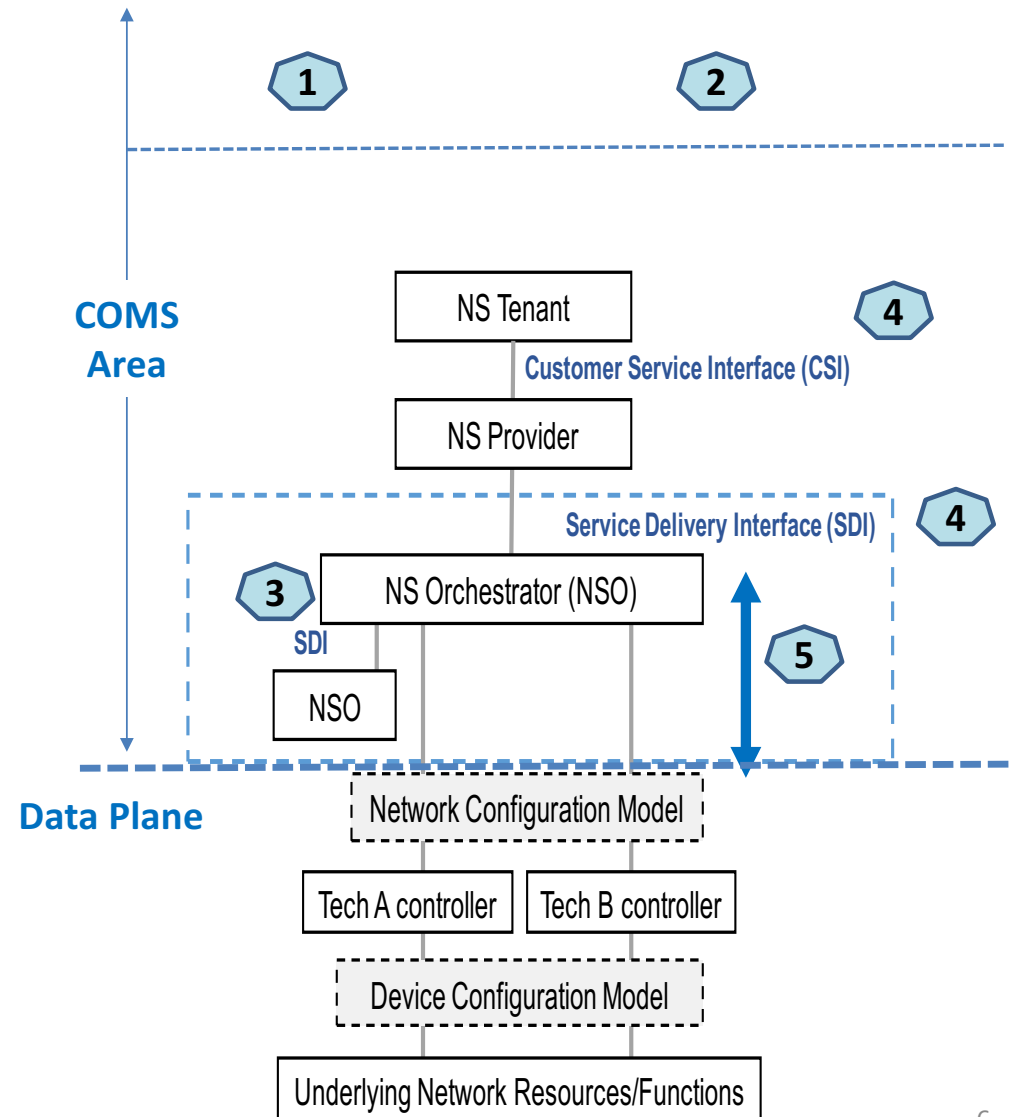 1
2
COMS
Area
NS Tenant
4
Customer Service Interface (CSI)
NS Provider
Service Delivery Interface (SDI)
4
3
NS Orchestrator (NSO)
SDI
5
NSO
Data Plane
Network Configuration Model
Tech A controller
Tech B controller
Device Configuration Model
Underlying Network Resources/Functions